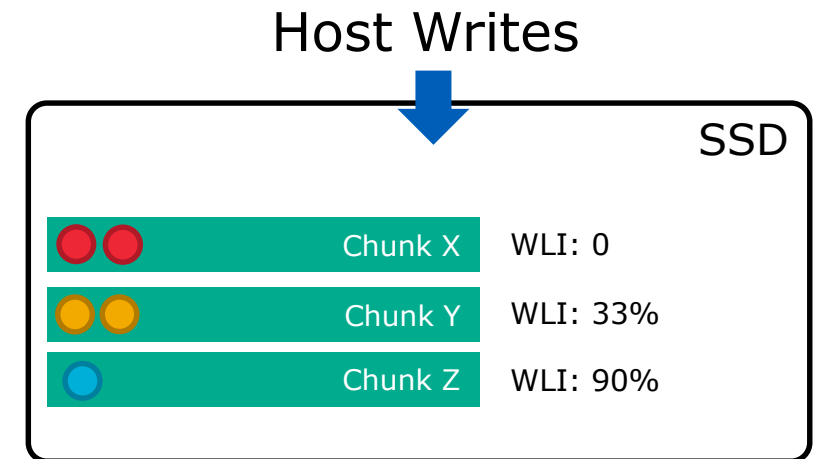 Host Writes
SSD
Chunk X WLI: 0
Chunk Y WLI: 33%
Chunk Z WLI: 90%